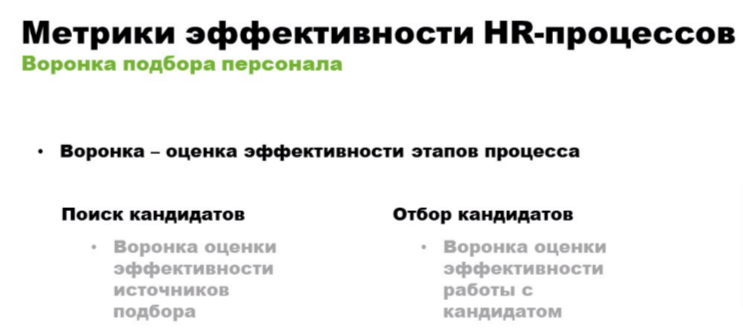 Метрики эффективности HR-процессов
Воронка подбора персонала
• Воронка – оценка эффективности этапов процесса
Поиск кандидатов
• Воронка оценки
эффективности
источников
подбора
Отбор кандидатов
• Воронка оценки
эффективности
работы с
кандидатом